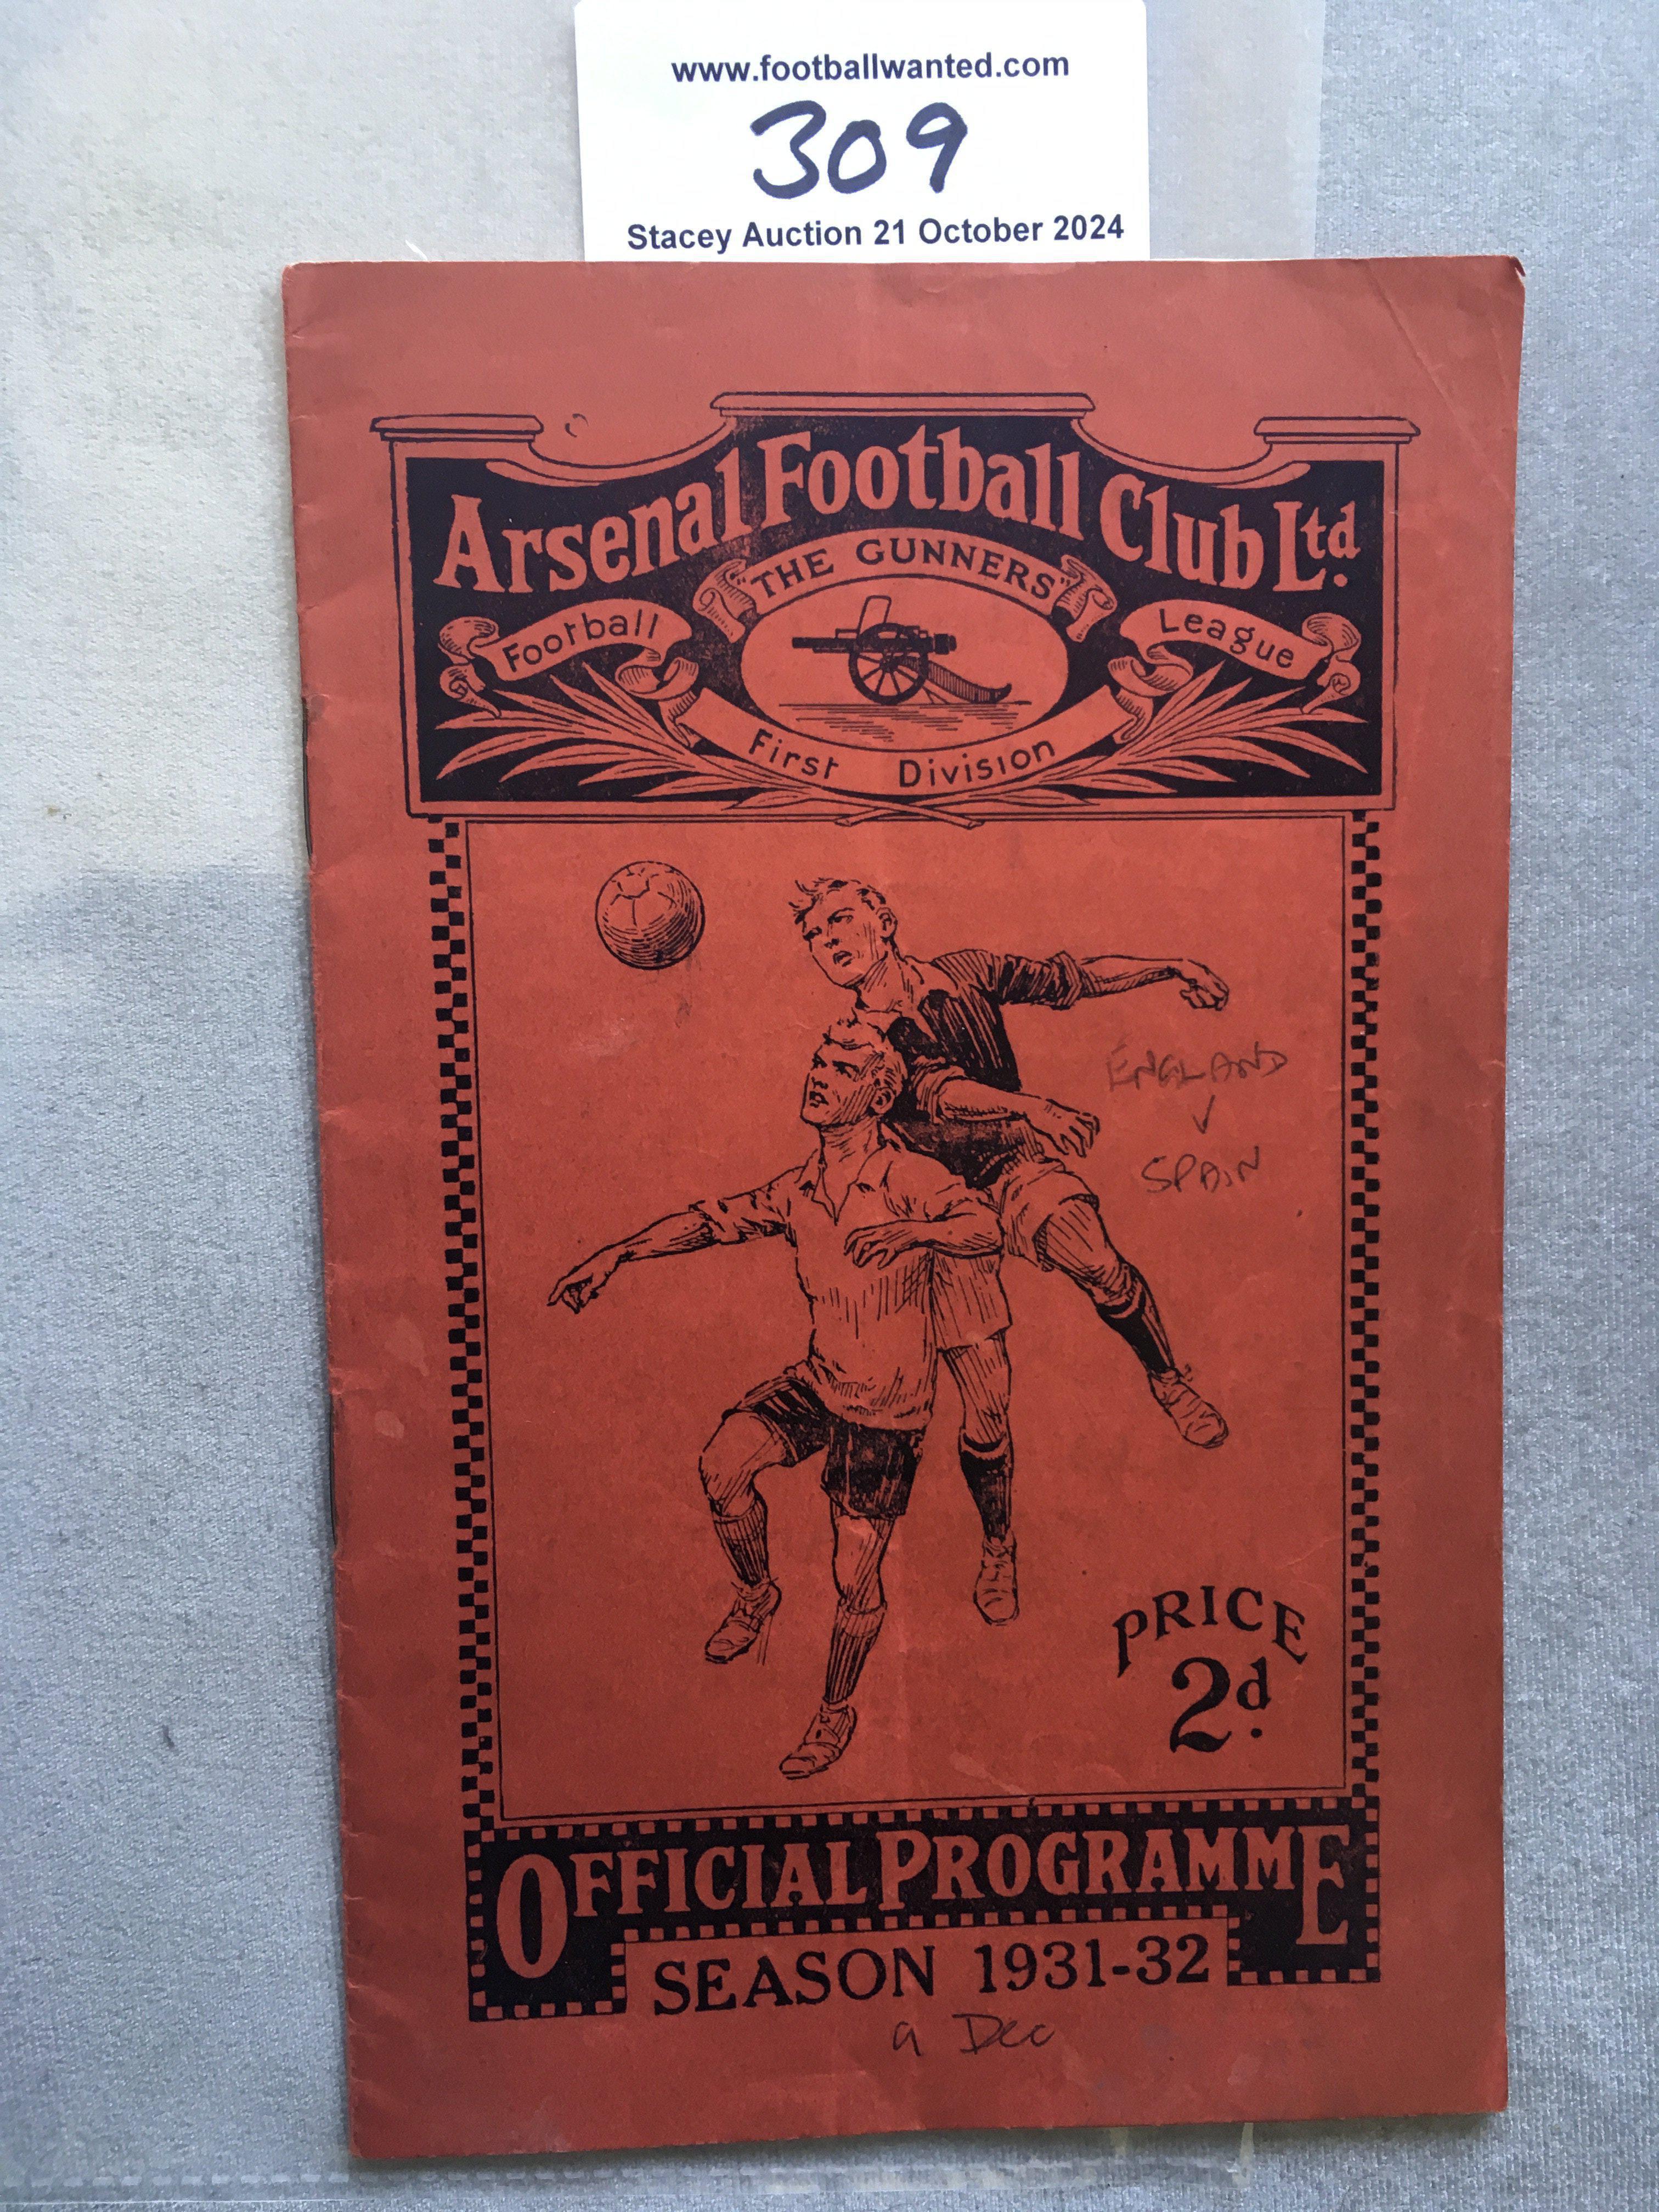 www.footballwanted.com
309
Stacey Auction 21 October 2024
Arsenal Football Club Ltd.
"THE GUNNERS"
Football League
First Division
ENGLAND
V
SPAIN
PRICE
2d.
OFFICIAL PROGRAMME
SEASON 1931-32
9 Dec